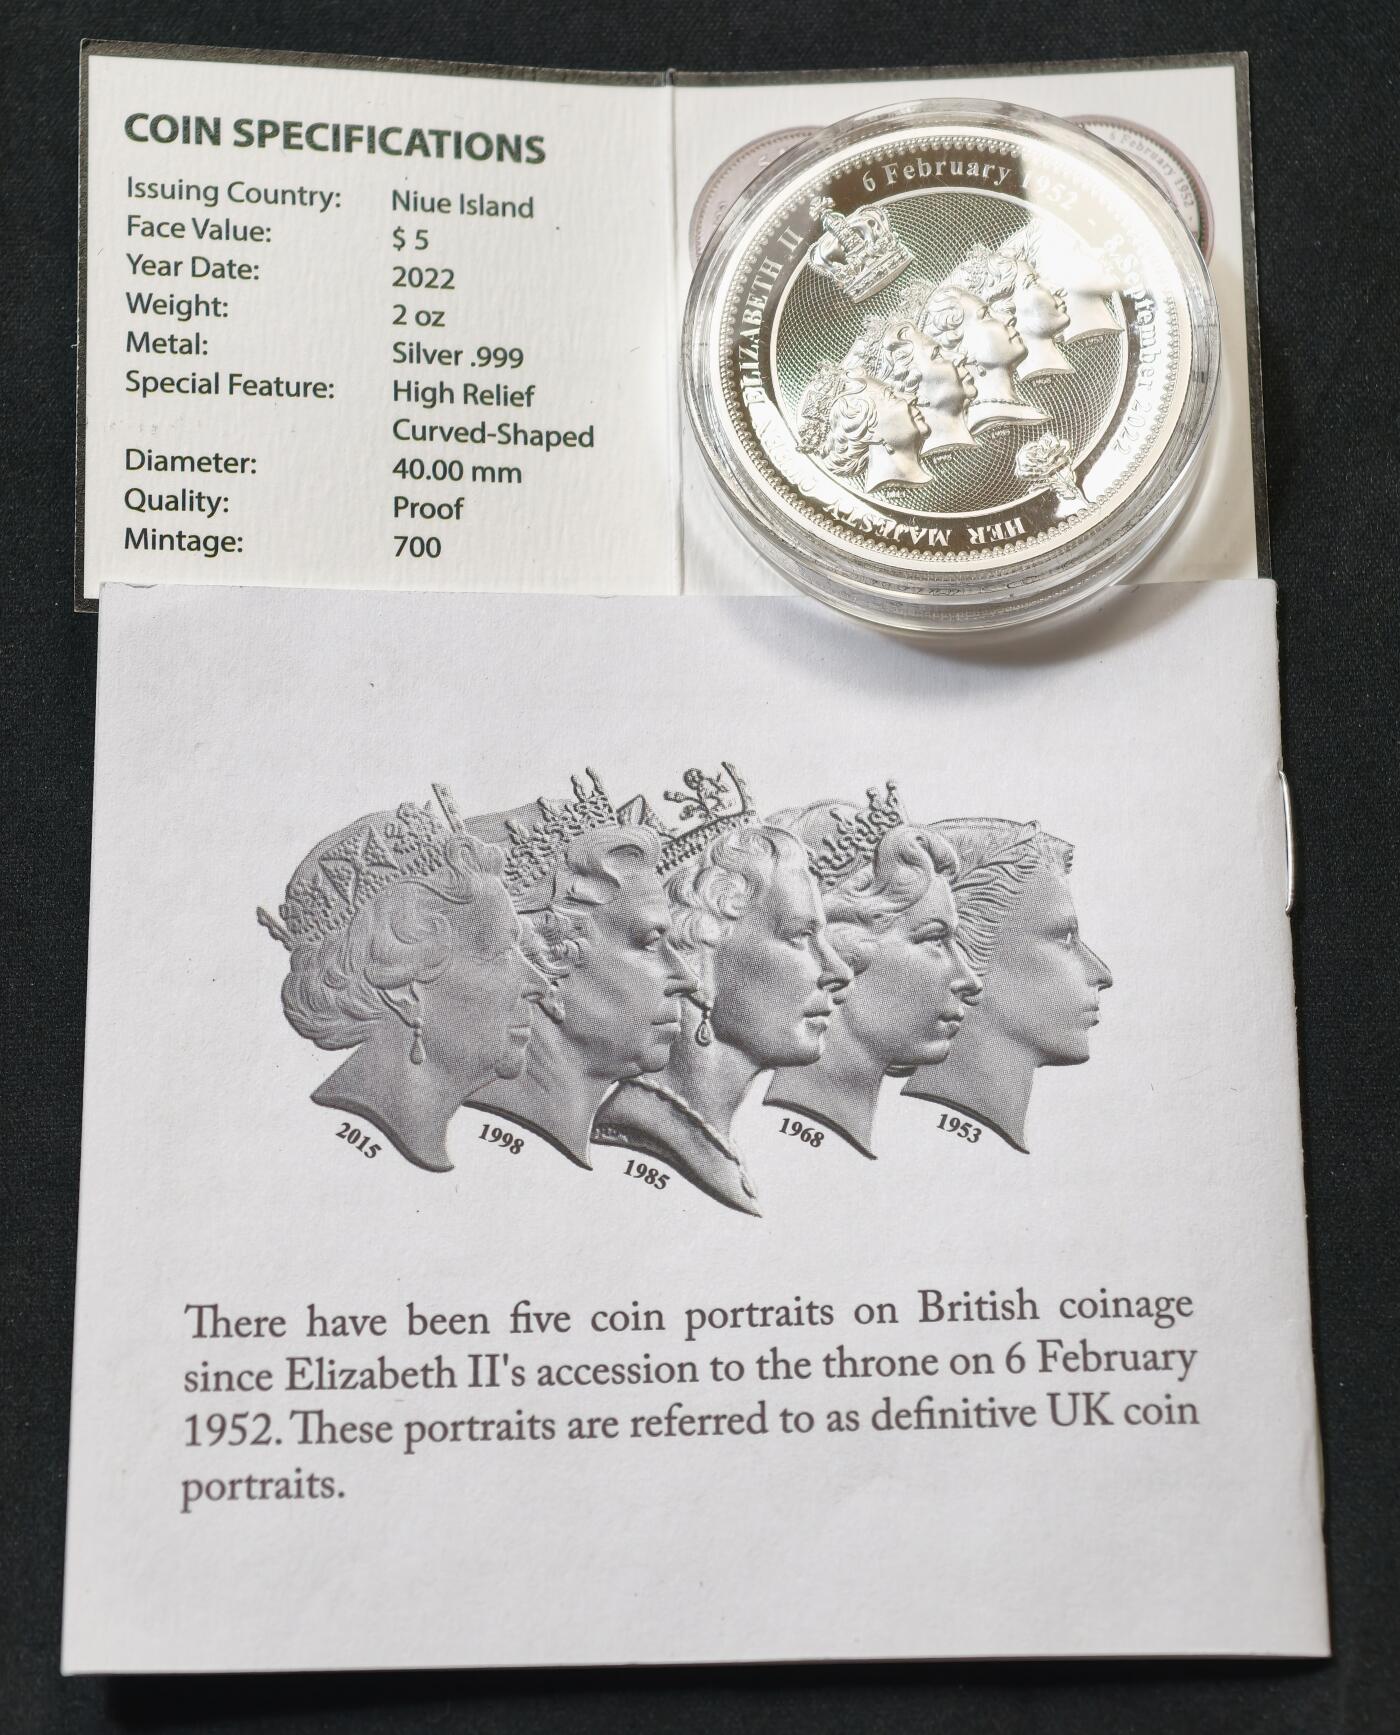 COIN SPECIFICATIONS
Issuing Country: Niue Island
Face Value: $ 5
Year Date: 2022
Weight: 2 oz
Metal: Silver .999
Special Feature: High Relief
Curved-Shaped
Diameter: 40.00 mm
Quality: Proof
Mintage: 700
HER MAJESTY QUEEN ELIZABETH II
6 February 1952 - 8 September 2022
6 February 1952
2015
1998
1985
1968
1953
There have been five coin portraits on British coinage
since Elizabeth II's accession to the throne on 6 February
1952. These portraits are referred to as definitive UK coin
portraits.